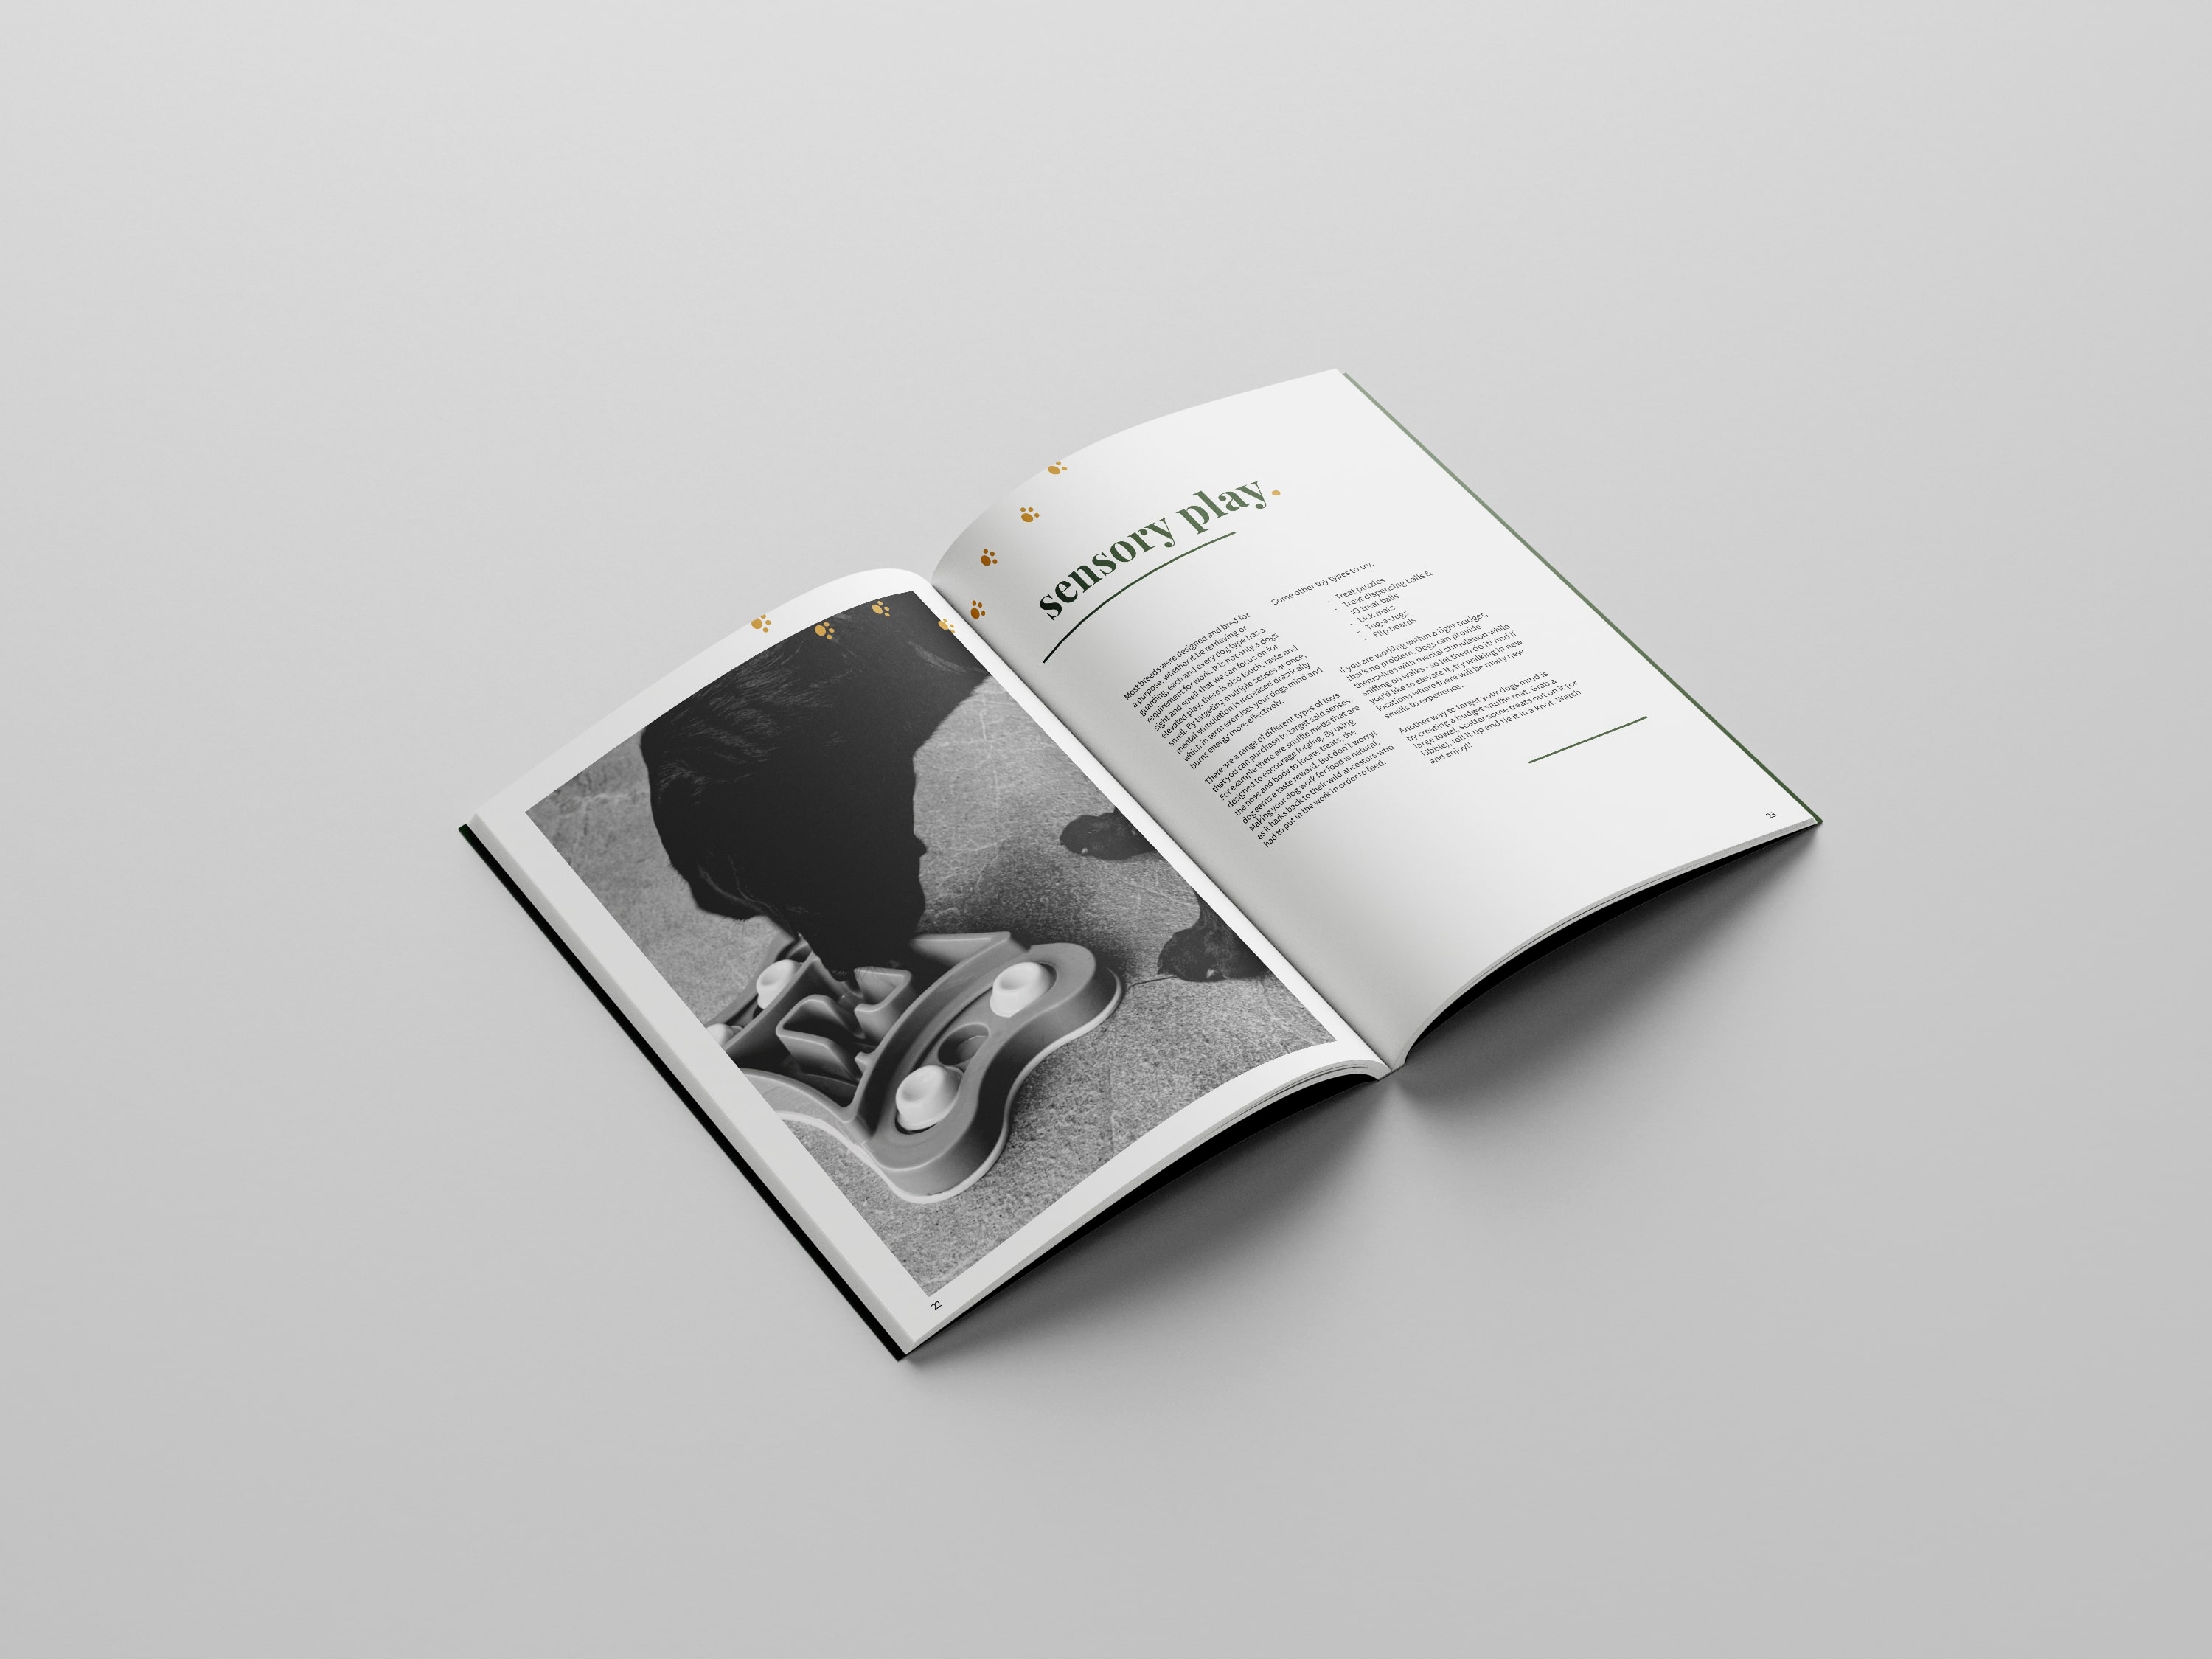 sensory play.
Most breeds were designed and bred for
a purpose, whether it be retrieving or
guarding, each and every dog type has a
requirement for work. It is not only a dogs
sight and smell that we can focus on for
elevated play, there is also touch, taste and
smell. By targeting multiple senses at once,
mental stimulation is increased drastically
which in term exercises your dogs mind and
burns energy more effectively.
There are a range of different types of toys
that you can purchase to target said senses.
For example there are snuffle matts that are
designed to encourage forging. By using
the nose and body to locate treats, the
dog earns a taste reward. But don't worry!
Making your dog work for food is natural,
as it harks back to their wild ancestors who
had to put in the work in order to feed.
Some other toy types to try:
- Treat puzzles
- Treat dispensing balls &
IQ treat balls
- Lick mats
- Tug-a-Jugs
- Flip boards
If you are working within a tight budget,
that's no problem. Dogs can provide
themselves with mental stimulation while
sniffing on walks - so let them do it! And if
you'd like to elevate it, try walking in new
locations where there will be many new
smells to experience.
Another way to target your dogs mind is
by creating a budget snuffle mat. Grab a
large towel, scatter some treats out on it (or
kibble), roll it up and tie it in a knot. Watch
and enjoy!!
22
23